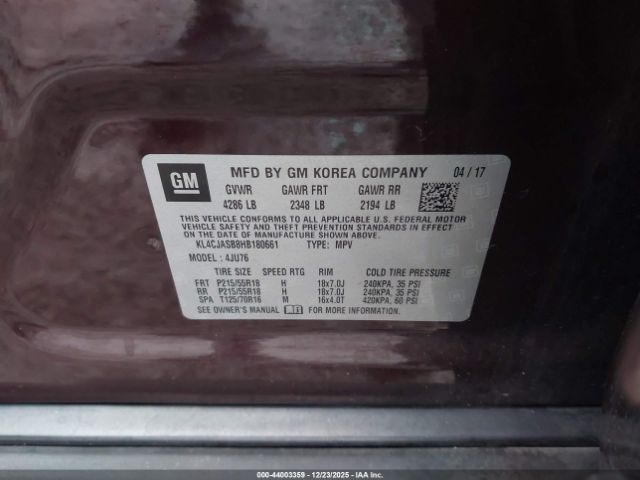 GM MFD BY GM KOREA COMPANY 04 / 17
GVWR GAWR FRT GAWR RR
4286 LB 2348 LB 2194 LB
THIS VEHICLE CONFORMS TO ALL APPLICABLE U.S. FEDERAL MOTOR
VEHICLE SAFETY, BUMPER, AND THEFT PREVENTION STANDARDS IN
EFFECT ON THE DATE OF MANUFACTURE SHOWN ABOVE.
KL4CJASB8HB180661 TYPE: MPV
MODEL : 4JU76
TIRE SIZE SPEED RTG RIM COLD TIRE PRESSURE
FRT P215/55R18 H 18x7.0J 240KPA, 35 PSI
RR P215/55R18 H 18x7.0J 240KPA, 35 PSI
SPA T125/70R16 M 16x4.0T 420KPA, 60 PSI
SEE OWNER'S MANUAL FOR MORE INFORMATION.
000-44003359 - 12/23/2025 - IAAI.COM